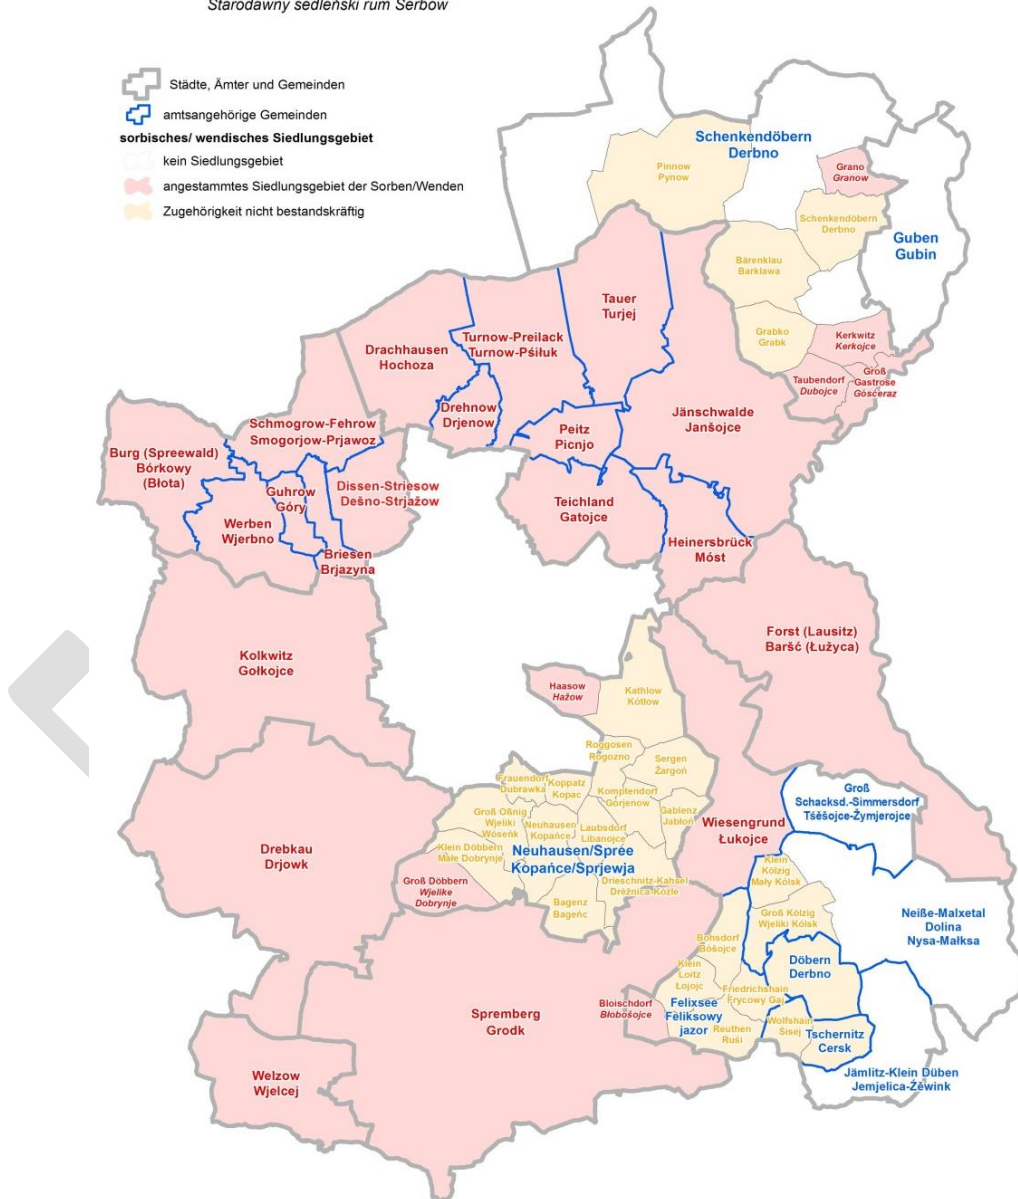 Starodawny sedleński rum Serbow
Städte, Ämter und Gemeinden
amtsangehörige Gemeinden
sorbisches/ wendisches Siedlungsgebiet
kein Siedlungsgebiet
angestammtes Siedlungsgebiet der Sorben/Wenden
Zugehörigkeit nicht bestandskräftig
Schenkendöbern
Derbno
Pinnow
Pynow
Grano
Granow
Schenkendöbern
Derbno
Guben
Gubin
Bärenklau
Barklawa
Grabko
Grabk
Kerkwitz
Kerkojce
Groß
Gastrose
Gósćeraz
Taubendorf
Dubojce
Tauer
Turjej
Turnow-Preilack
Turnow-Pśiłuk
Drachhausen
Hochoza
Drehnow
Drjenow
Peitz
Picnjo
Jänschwalde
Janšojce
Schmogrow-Fehrow
Smogorjow-Prjawoz
Burg (Spreewald)
Bórkowy
(Błota)
Guhrow
Góry
Dissen-Striesow
Dešno-Strjažow
Werben
Wjerbno
Briesen
Brjazyna
Teichland
Gatojce
Heinersbrück
Móst
Kolkwitz
Gołkojce
Forst (Lausitz)
Baršć (Łužyca)
Haasow
Hažow
Kathlow
Kótłow
Roggosen
Rogozno
Sergen
Žargoń
Frauendorf
Dubrawka
Koppatz
Kopac
Komptendorf
Górjenow
Gablenz
Jabłoń
Groß Oßnig
Wjeliki
Wóseńk
Neuhausen
Kopańce
Laubsdorf
Libanojce
Klein Döbbern
Małe Dobrynje
Neuhausen/Spree
Kopańce/Sprjewja
Groß Döbbern
Wjelike
Dobrynje
Drieschnitz-Kahsel
Drěžnica-Kózle
Bagenz
Bageńc
Wiesengrund
Łukojce
Groß
Schacksd.-Simmersdorf
Tśěšojce-Žymjerojce
Drebkau
Drjowk
Klein
Kölzig
Mały Kólsk
Groß Kölzig
Wjeliki Kólsk
Neiße-Malxetal
Dolina
Nysa-Małksa
Bohsdorf
Bóšojce
Döbern
Derbno
Klein
Loitz
Łojojc
Friedrichshain
Frycowy Gaj
Felixsee
Feliksowy
jazor
Bloischdorf
Błobošojce
Reuthen
Ruśi
Wolfshain
Śisej
Tschernitz
Cersk
Spremberg
Grodk
Welzow
Wjelcej
Jämlitz-Klein Düben
Jemjelica-Źěwink